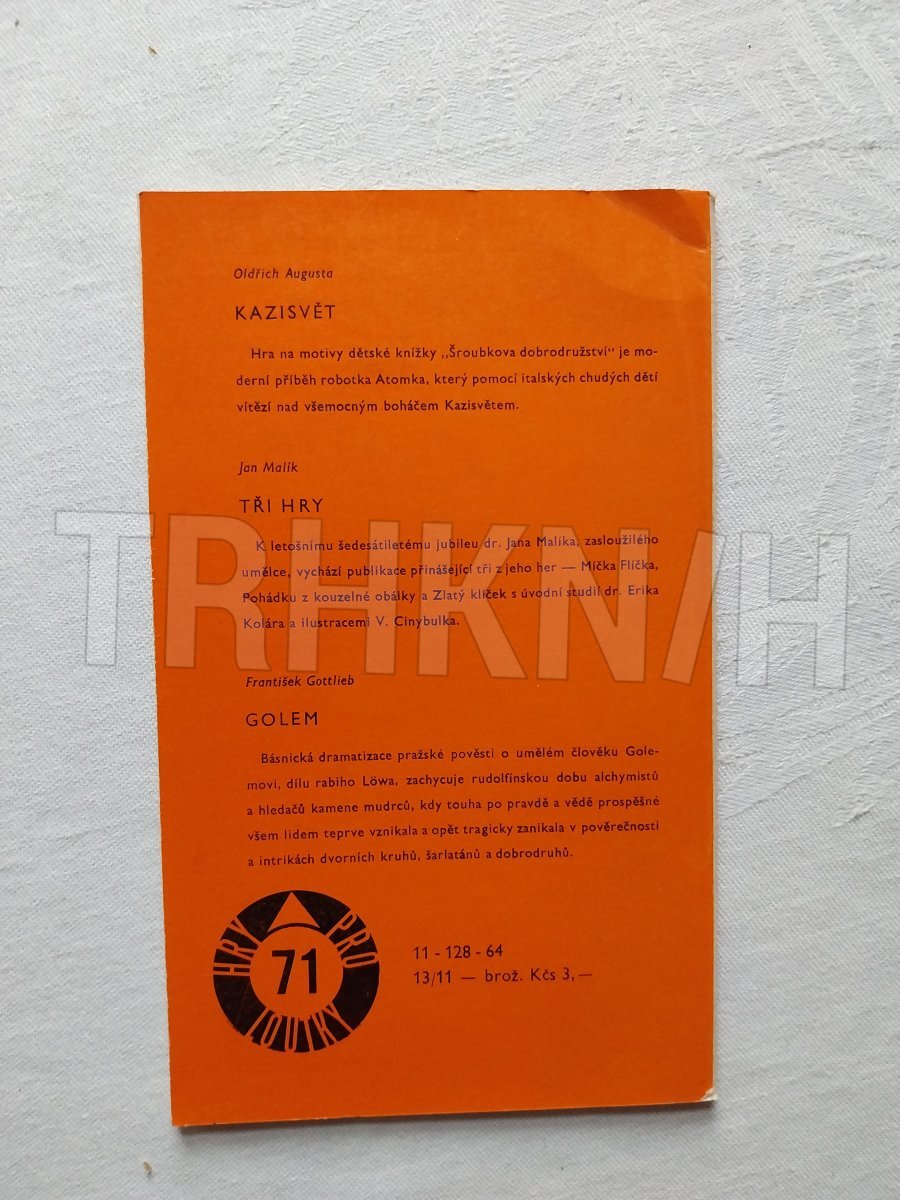 Oldřich Augusta
KAZISVĚT
Hra na motivy dětské knížky „Šroubkova dobrodružství" je mo-
derní příběh robotka Atomka, který pomocí italských chudých dětí
vítězí nad všemocným boháčem Kazisvětem.
Jan Malík
TŘI HRY
K letošnímu šedesátiletému jubileu dr. Jana Malíka, zasloužilého
umělce, vychází publikace přinášející tři z jeho her — Míčka Flíčka,
Pohádku z kouzelné obálky a Zlatý klíček s úvodní studií dr. Erika
Kolára a ilustracemi V. Cinybulka.
František Gottlieb
GOLEM
Básnická dramatizace pražské pověsti o umělém člověku Gole-
movi, dílu rabiho Löwa, zachycuje rudolfínskou dobu alchymistů
a hledačů kamene mudrců, kdy touha po pravdě a vědě prospěšné
všem lidem teprve vznikala a opět tragicky zanikala v pověrečnosti
a intrikách dvorních kruhů, šarlatánů a dobrodruhů.
HRY PRO
71
LOUTKY
11 - 128 - 64
13/11 — brož. Kčs 3,—
TRHKN/H